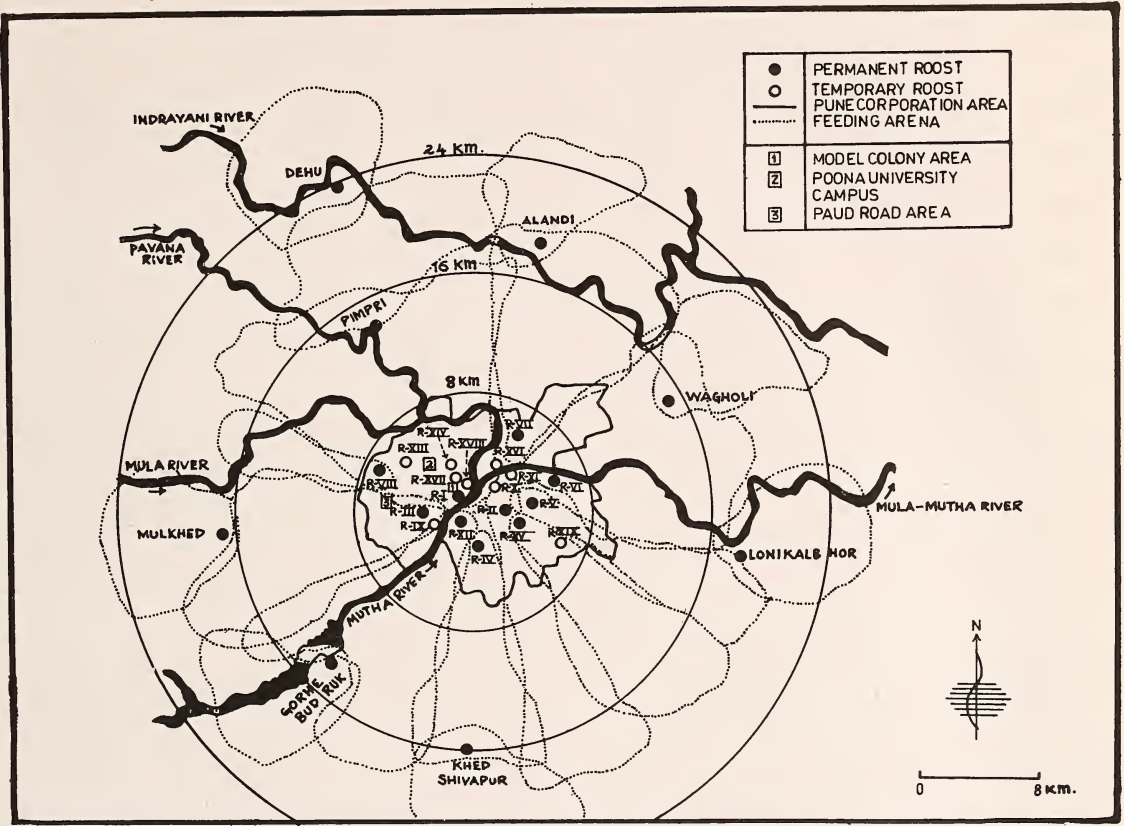 PERMANENT ROOST
TEMPORARY ROOST
PUNE CORPORATION AREA
FEEDING ARENA
1 MODEL COLONY AREA
2 POONA UNIVERSITY
CAMPUS
3 PAUD ROAD AREA
INDRAYANI RIVER
24 Km.
DEHU
ALANDI
PAVANA
RIVER
16 Km
PIMPRI
8 Km
WAGHOLI
R-VII
R-XIV
R-XVIII
R-XIII
R-XVI
2
MULA RIVER
R-VIII
R-XVII
1
R-XI
R-VI
R-I
R-X
3
R-III
R-II
R-V
MULA-MUTHA RIVER
R-IX
R-XII
R-XV
R-XIX
MULKHED
R-IV
LONIKALBHOR
MUTHA RIVER
N
GORHE
BUDRUK
KHED
SHIVAPUR
0 8 Km.